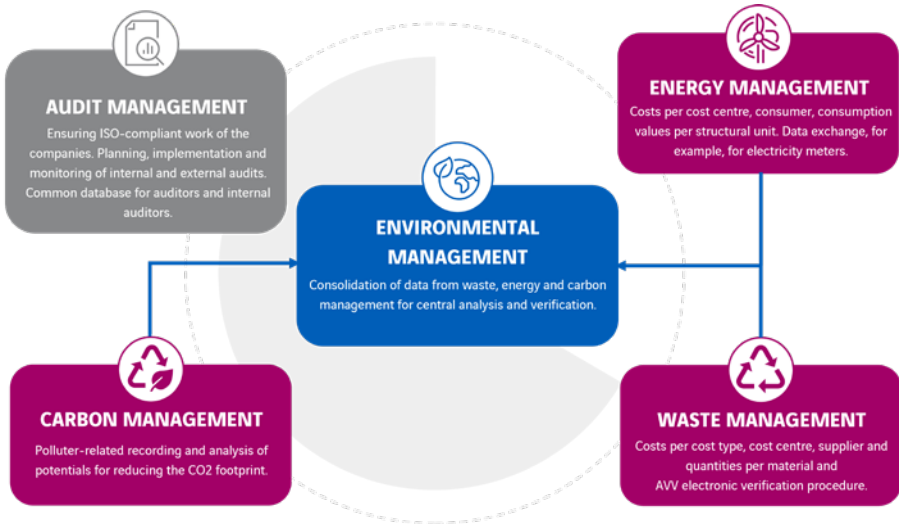 AUDIT MANAGEMENT
Ensuring ISO-compliant work of the
companies. Planning, implementation and
monitoring of internal and external audits.
Common database for auditors and internal
auditors.
ENERGY MANAGEMENT
Costs per cost centre, consumer, consumption
values per structural unit. Data exchange, for
example, for electricity meters.
ENVIRONMENTAL
MANAGEMENT
Consolidation of data from waste, energy and carbon
management for central analysis and verification.
CARBON MANAGEMENT
Polluter-related recording and analysis of
potentials for reducing the CO2 footprint.
WASTE MANAGEMENT
Costs per cost type, cost centre, supplier and
quantities per material and
AVV electronic verification procedure.